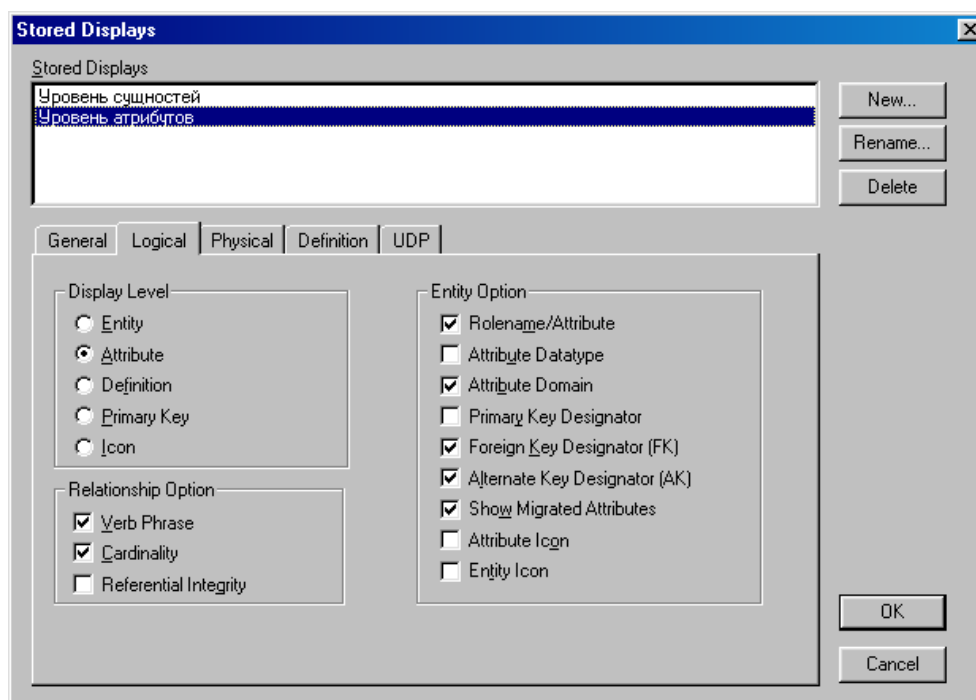 Stored Displays
Stored Displays
Уровень сущностей
Уровень атрибутов
New...
Rename...
Delete
General Logical Physical Definition UDP
Display Level
Entity
Attribute
Definition
Primary Key
Icon
Relationship Option
Verb Phrase
Cardinality
Referential Integrity
Entity Option
Rolename/Attribute
Attribute Datatype
Attribute Domain
Primary Key Designator
Foreign Key Designator (FK)
Alternate Key Designator (AK)
Show Migrated Attributes
Attribute Icon
Entity Icon
OK
Cancel